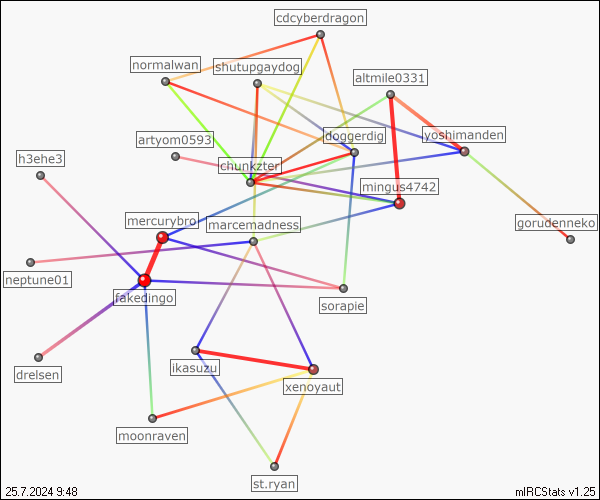 cdcyberdragon
normalwan
shutupgaydog
altmile0331
artyom0593
doggerdig
yoshimanden
h3ehe3
chunkzter
mingus4742
mercurybro
marcemadness
gorudenneko
neptune01
fakedingo
sorapie
drelsen
ikasuzu
xenoyaut
moonraven
st.ryan
25.7.2024 9:48
mIRCStats v1.25